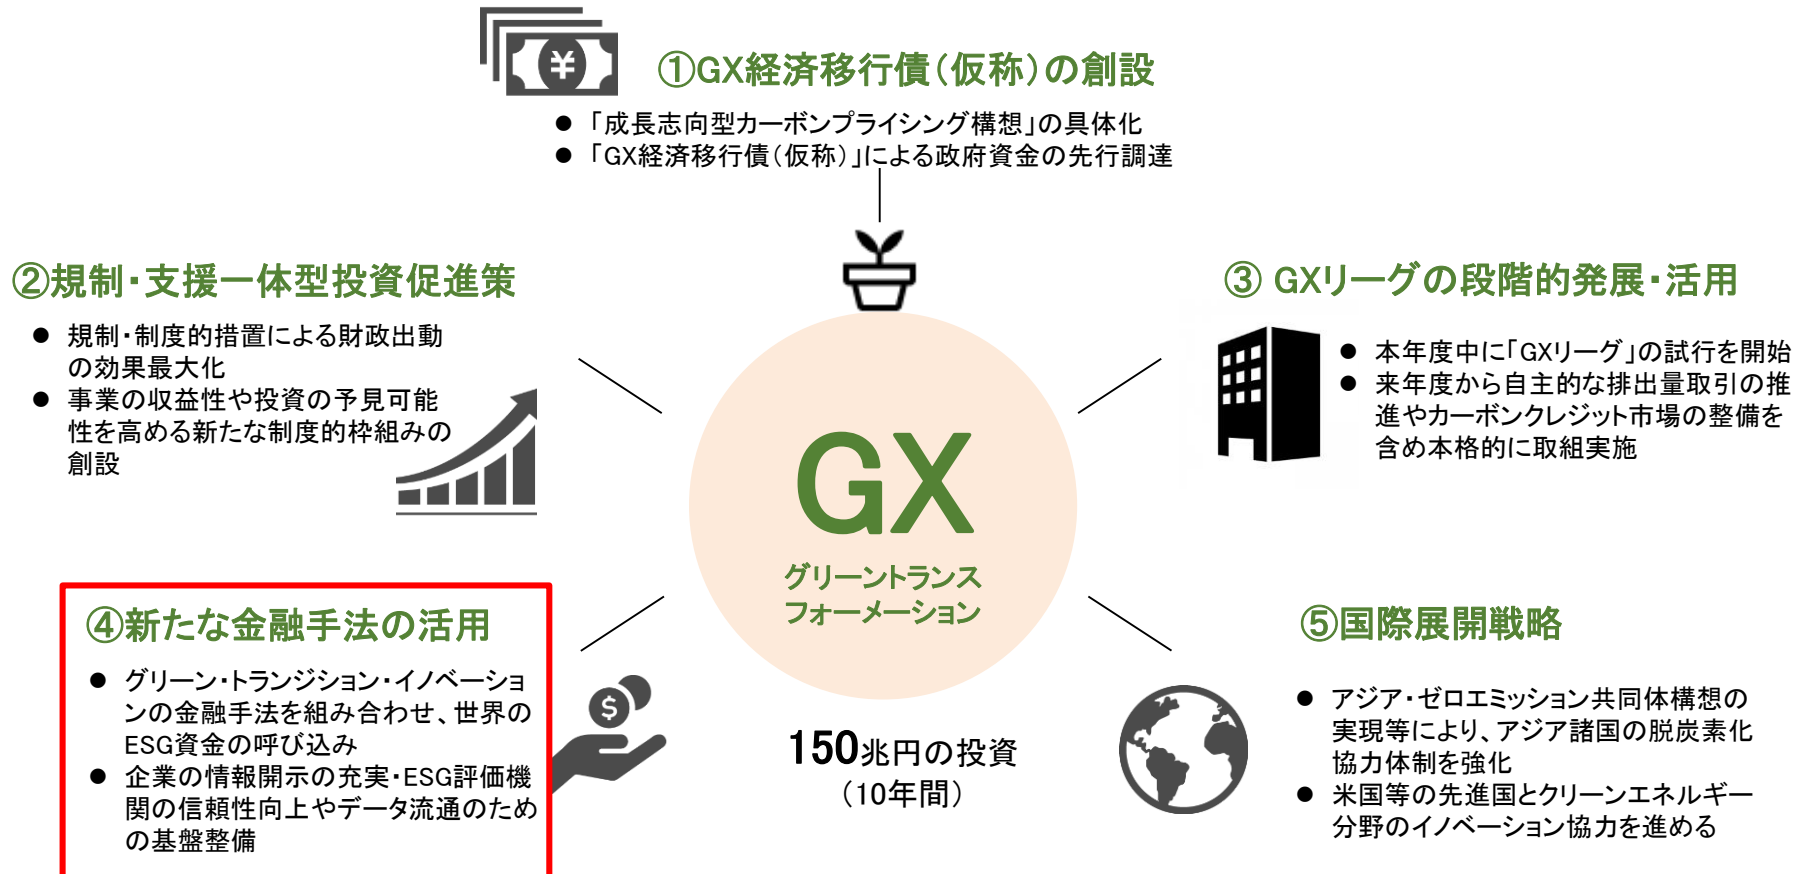 ¥
①GX経済移行債(仮称)の創設
● 「成長志向型カーボンプライシング構想」の具体化
● 「GX経済移行債(仮称)」による政府資金の先行調達
②規制・支援一体型投資促進策
● 規制・制度的措置による財政出動
の効果最大化
● 事業の収益性や投資の予見可能
性を高める新たな制度的枠組みの
創設
③ GXリーグの段階的発展・活用
● 本年度中に「GXリーグ」の試行を開始
● 来年度から自主的な排出量取引の推
進やカーボンクレジット市場の整備を
含め本格的に取組実施
GX
グリーントランス
フォーメーション
150兆円の投資
(10年間)
④新たな金融手法の活用
● グリーン・トランジション・イノベーショ
ンの金融手法を組み合わせ、世界の
ESG資金の呼び込み
● 企業の情報開示の充実・ESG評価機
関の信頼性向上やデータ流通のため
の基盤整備
$
⑤国際展開戦略
● アジア・ゼロエミッション共同体構想の
実現等により、アジア諸国の脱炭素化
協力体制を強化
● 米国等の先進国とクリーンエネルギー
分野のイノベーション協力を進める